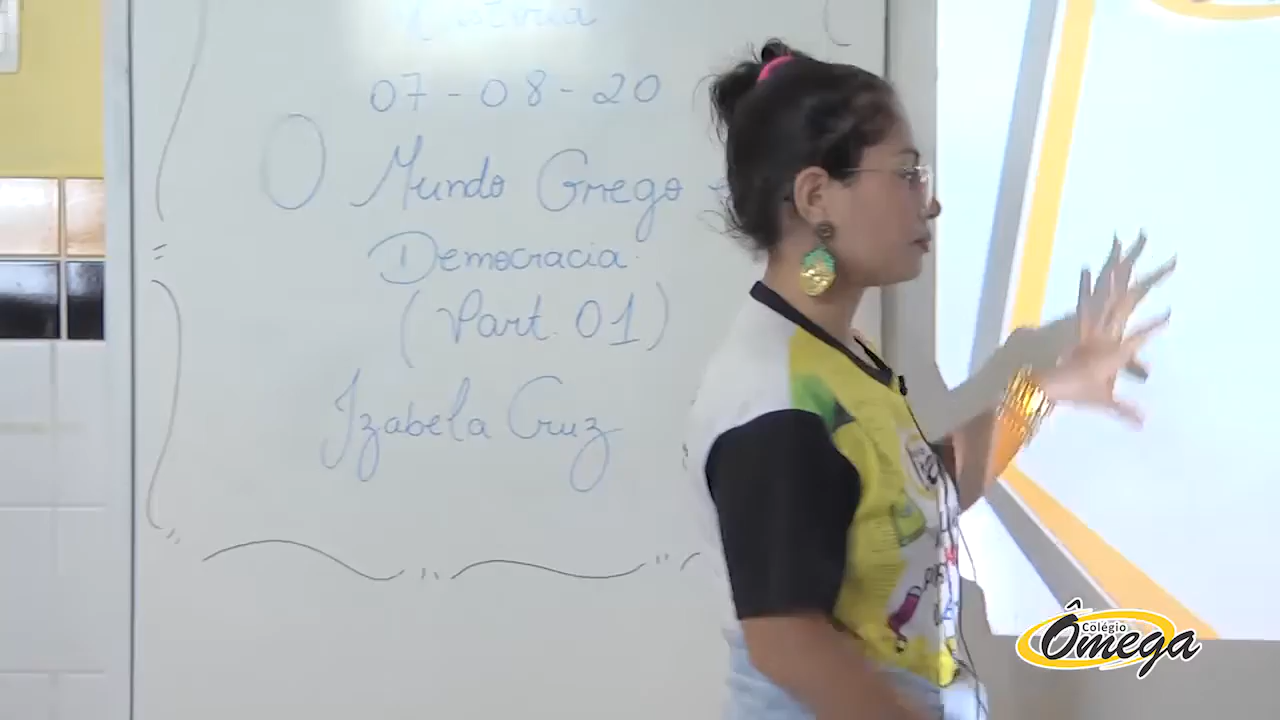 História
07-08-20
O Mundo Grego -
Democracia.
(Part. 01)
Izabela Cruz
Colégio
Ômega